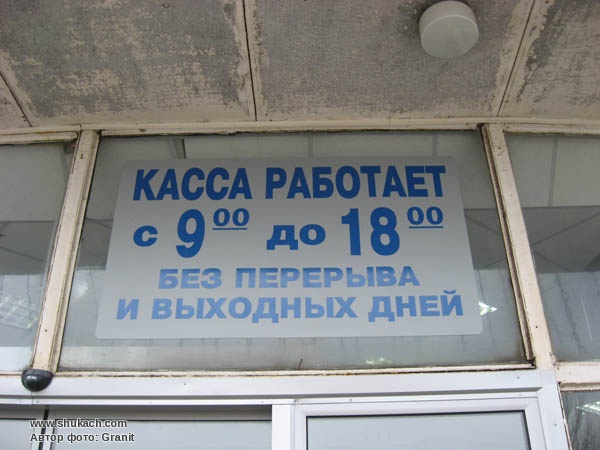 КАССА РАБОТАЕТ
с 9⁰⁰ до 18⁰⁰
БЕЗ ПЕРЕРЫВА
И ВЫХОДНЫХ ДНЕЙ
www.shukach.com
Автор фото: Granit